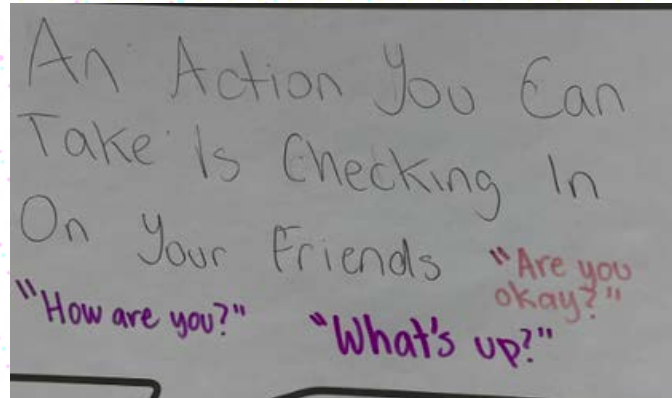 An Action You Can
Take Is Checking In
On Your Friends
"Are you
okay?"
"How are you?"
"What's up?"